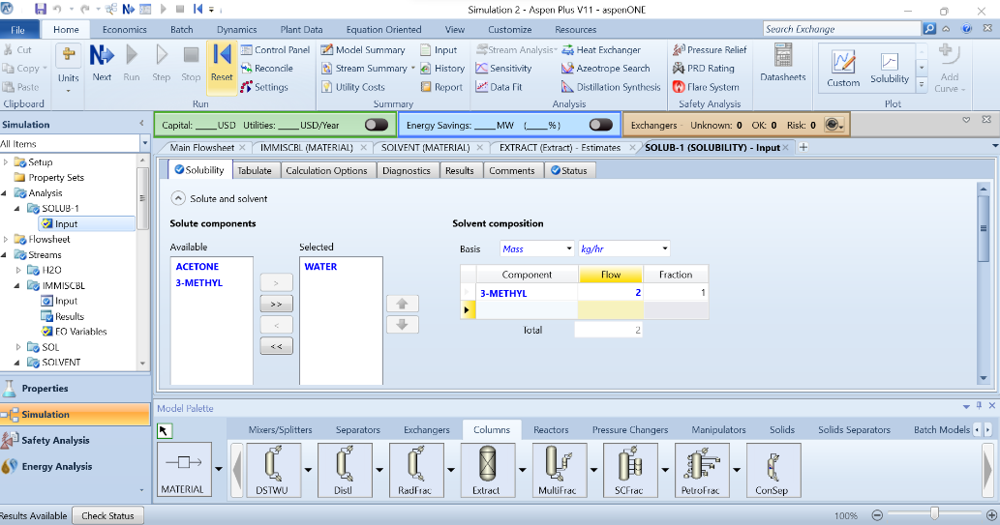 Simulation 2 - Aspen Plus V11 - aspenONE
File Home Economics Batch Dynamics Plant Data Equation Oriented View Customize Resources Search Exchange
Cut
Copy
Paste
Clipboard
Units
Next Run Step Stop Reset
Control Panel
Reconcile
Settings
Run
Model Summary Input
Stream Summary History
Utility Costs Report
Summary
Stream Analysis Heat Exchanger
Sensitivity Azeotrope Search
Data Fit Distillation Synthesis
Analysis
Pressure Relief
PRD Rating
Flare System
Safety Analysis
Datasheets
Custom Solubility
Add Curve
Plot
Simulation
All Items
Capital: ____USD Utilities: ____USD/Year Energy Savings: ____MW (____%) Exchangers - Unknown: 0 OK: 0 Risk: 0
Main Flowsheet IMMISCBL (MATERIAL) SOLVENT (MATERIAL) EXTRACT (Extract) - Estimates SOLUB-1 (SOLUBILITY) - Input
Setup
Property Sets
Analysis
SOLUB-1
Input
Flowsheet
Streams
H2O
IMMISCBL
Input
Results
EO Variables
SOL
SOLVENT
Solubility Tabulate Calculation Options Diagnostics Results Comments Status
Solute and solvent
Solute components
Available Selected
ACETONE
3-METHYL
WATER
>
>>
<
<<
Solvent composition
Basis Mass kg/hr
Component Flow Fraction
3-METHYL 2 1
Total 2
Properties
Simulation
Safety Analysis
Energy Analysis
Model Palette
Mixers/Splitters Separators Exchangers Columns Reactors Pressure Changers Manipulators Solids Solids Separators Batch Models
MATERIAL DSTWU Distl RadFrac Extract MultiFrac SCFrac PetroFrac ConSep
Results Available Check Status 100%